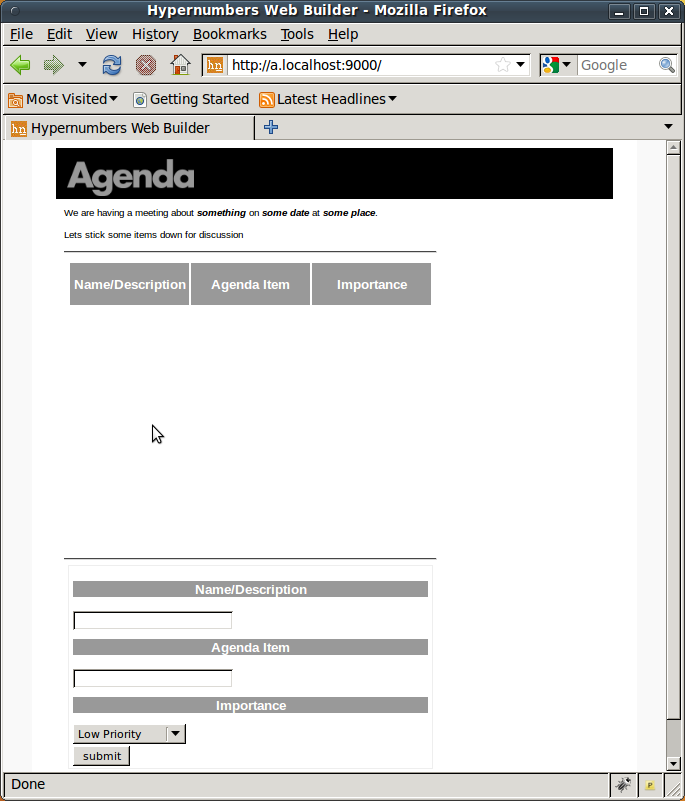 Hypernumbers Web Builder - Mozilla Firefox
File Edit View History Bookmarks Tools Help
hn http://a.localhost:9000/ Google
Most Visited Getting Started Latest Headlines
hn Hypernumbers Web Builder
Agenda
We are having a meeting about something on some date at some place.
Lets stick some items down for discussion
Name/Description Agenda Item Importance
Name/Description
Agenda Item
Importance
Low Priority
submit
Done P